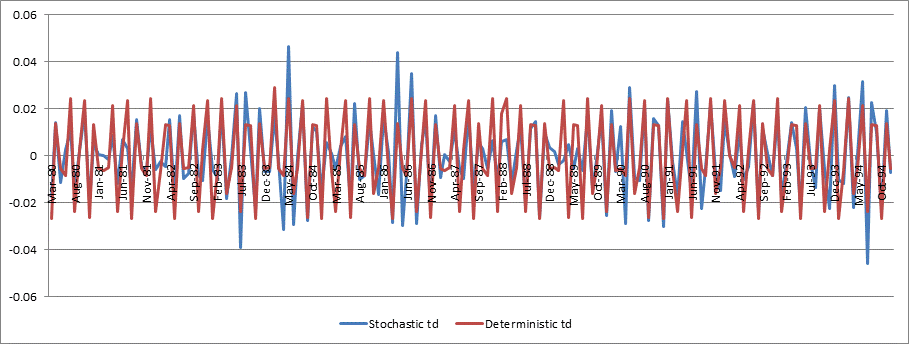 0.06
0.04
0.02
0
-0.02
-0.04
-0.06
Mar-80
Aug-80
Jan-81
Jun-81
Nov-81
Apr-82
Sep-82
Feb-83
Jul-83
Dec-83
May-84
Oct-84
Mar-85
Aug-85
Jan-86
Jun-86
Nov-86
Apr-87
Sep-87
Feb-88
Jul-88
Dec-88
May-89
Oct-89
Mar-90
Aug-90
Jan-91
Jun-91
Nov-91
Apr-92
Sep-92
Feb-93
Jul-93
Dec-93
May-94
Oct-94
Stochastic td
Deterministic td